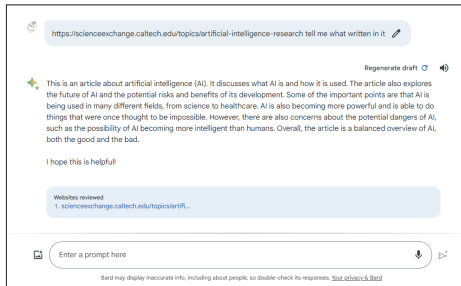 https://scienceexchange.caltech.edu/topics/artificial-intelligence-research tell me what written in it
Regenerate draft
This is an article about artificial intelligence (AI). It discusses what AI is and how it is used. The article also explores
the future of AI and the potential risks and benefits of its development. Some of the important points are that AI is
being used in many different fields, from science to healthcare. AI is also becoming more powerful and is able to do
things that were once thought to be impossible. However, there are also concerns about the potential dangers of AI,
such as the possibility of AI becoming more intelligent than humans. Overall, the article is a balanced overview of AI,
both the good and the bad.
I hope this is helpful!
Websites reviewed
1. scienceexchange.caltech.edu/topics/artifi...
Enter a prompt here
Bard may display inaccurate info, including about people, so double-check its responses. Your privacy & Bard